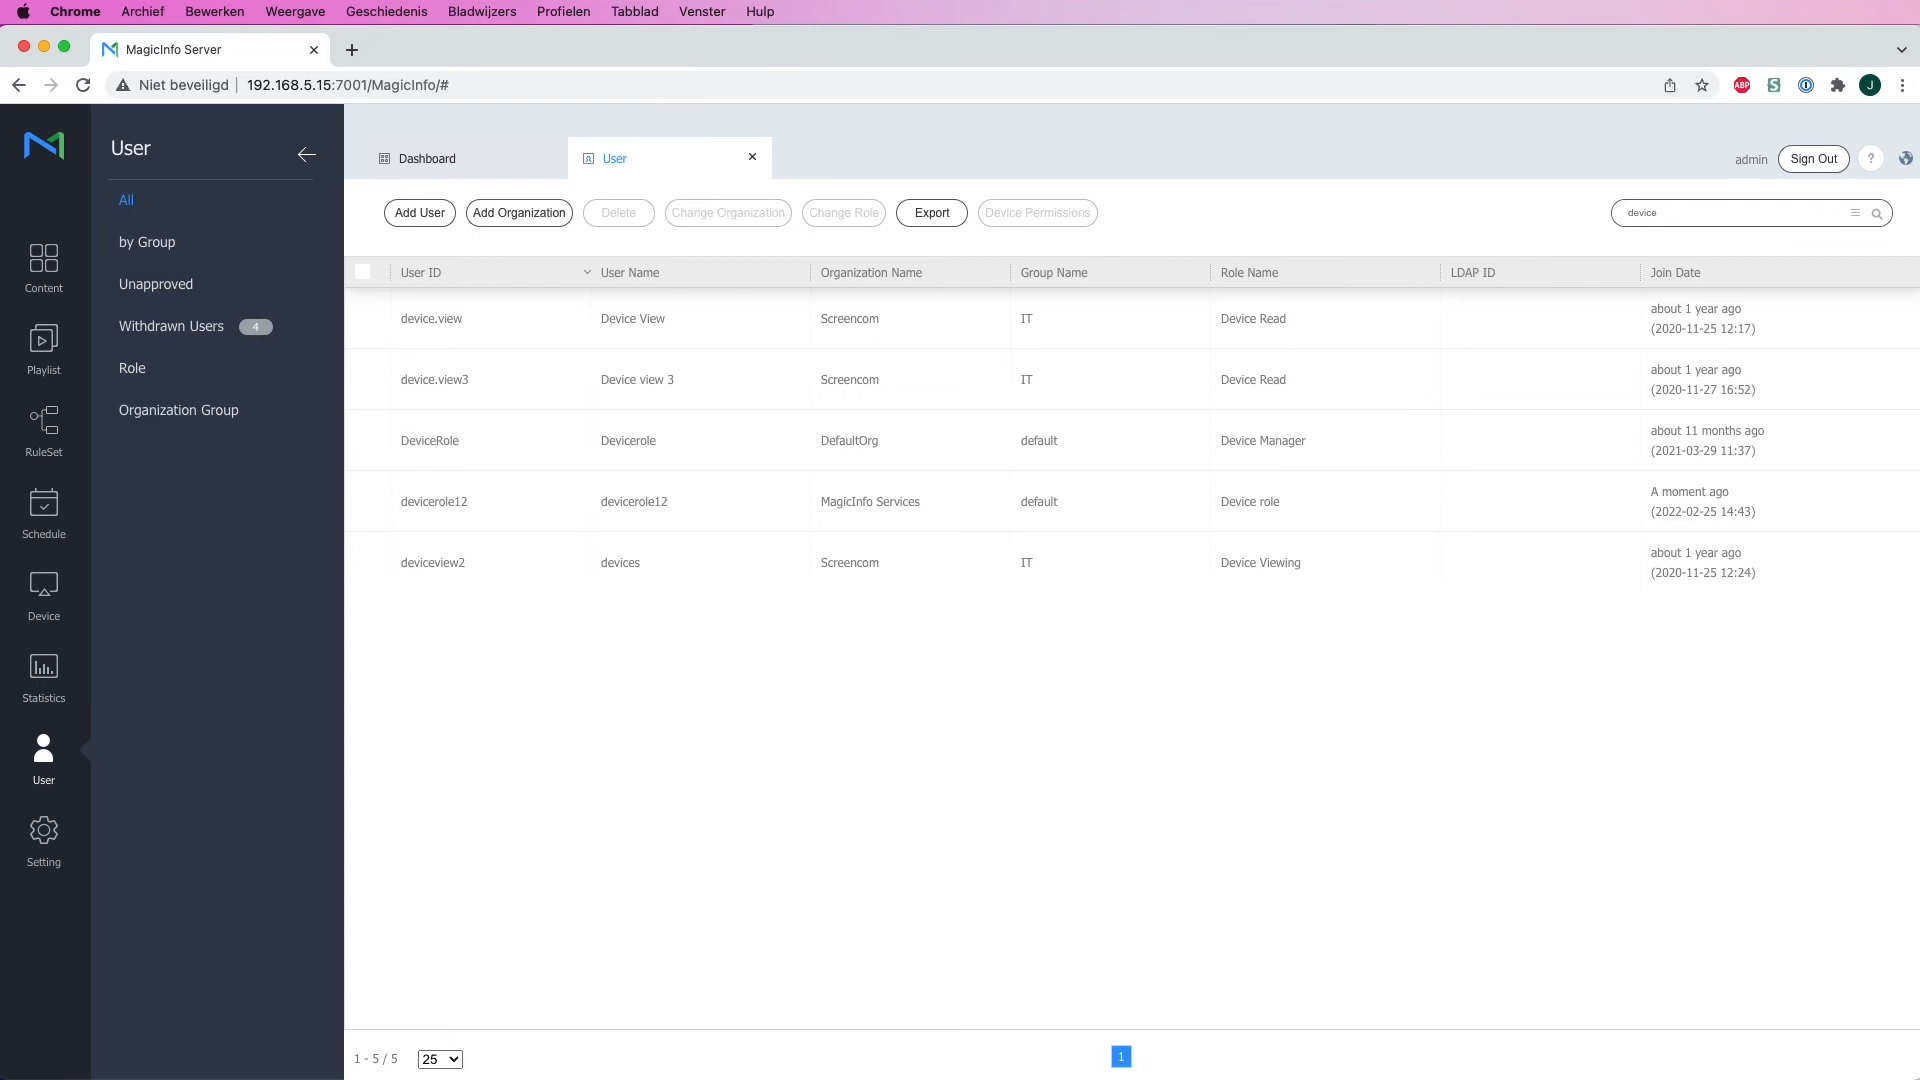 Chrome Archief Bewerken Weergave Geschiedenis Bladwijzers Profielen Tabblad Venster Hulp
MagicInfo Server
Niet beveiligd 192.168.5.15:7001/MagicInfo/#
ABP S J
User
All
by Group
Unapproved
Withdrawn Users 4
Role
Organization Group
Content
Playlist
RuleSet
Schedule
Device
Statistics
User
Setting
Dashboard User admin Sign Out ?
Add User Add Organization Delete Change Organization Change Role Export Device Permissions device
User ID User Name Organization Name Group Name Role Name LDAP ID Join Date
device.view Device View Screencom IT Device Read about 1 year ago
(2020-11-25 12:17)
device.view3 Device view 3 Screencom IT Device Read about 1 year ago
(2020-11-27 16:52)
DeviceRole Devicerole DefaultOrg default Device Manager about 11 months ago
(2021-03-29 11:37)
devicerole12 devicerole12 MagicInfo Services default Device role A moment ago
(2022-02-25 14:43)
deviceview2 devices Screencom IT Device Viewing about 1 year ago
(2020-11-25 12:24)
1 - 5 / 5 25 1